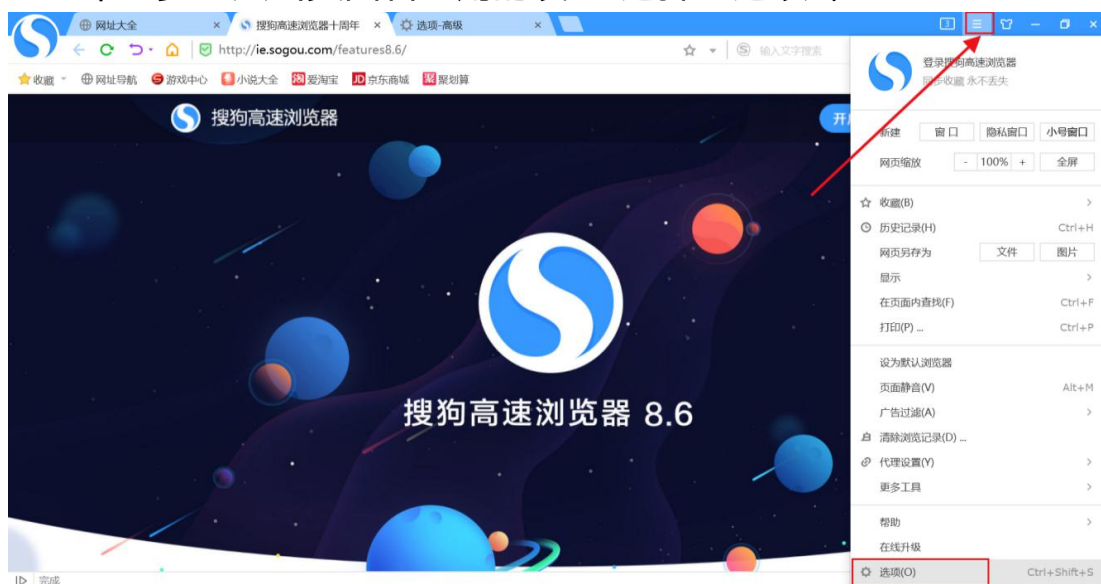 网址大全 × 搜狗高速浏览器十周年 × 选项-高级 ×
3
http://ie.sogou.com/features8.6/
输入文字搜索
收藏 网址导航 游戏中心 小说大全 爱淘宝 京东商城 聚划算
搜狗高速浏览器
搜狗高速浏览器 8.6
完成
登录搜狗高速浏览器
同步收藏 永不丢失
新建 窗口 隐私窗口 小号窗口
网页缩放 - 100% + 全屏
收藏(B) >
历史记录(H) Ctrl+H
网页另存为 文件 图片
显示 >
在页面内查找(F) Ctrl+F
打印(P) ... Ctrl+P
设为默认浏览器
页面静音(V) Alt+M
广告过滤(A) >
清除浏览记录(D) ...
代理设置(Y) >
更多工具 >
帮助 >
在线升级
选项(O) Ctrl+Shift+S